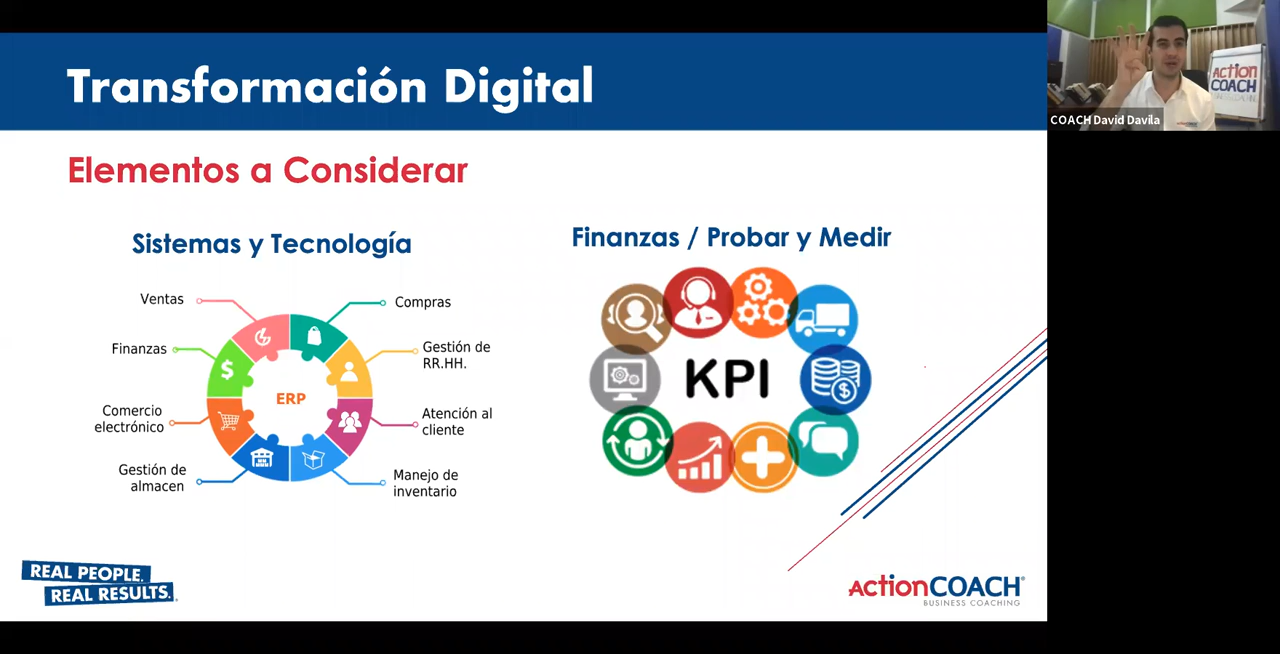 Transformación Digital
Elementos a Considerar
Sistemas y Tecnología
Ventas
Compras
Finanzas
Gestión de
RR.HH.
ERP
Comercio
electrónico
Atención al
cliente
Gestión de
almacen
Manejo de
inventario
Finanzas / Probar y Medir
KPI
REAL PEOPLE.
REAL RESULTS.
ActionCOACH
BUSINESS COACHING
ACTION
COACH
COACH David Davila